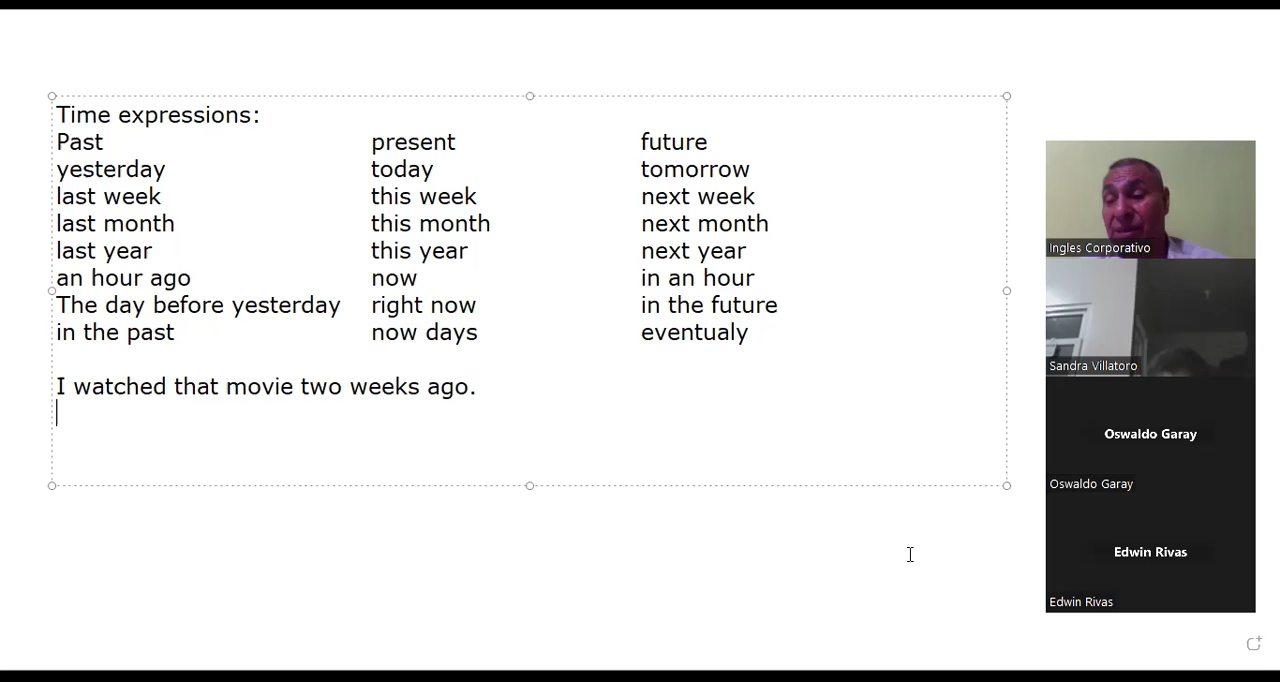 Time expressions:
Past present future
yesterday today tomorrow
last week this week next week
last month this month next month
last year this year next year
an hour ago now in an hour
The day before yesterday right now in the future
in the past now days eventualy
I watched that movie two weeks ago.
Ingles Corporativo
Sandra Villatoro
Oswaldo Garay
Oswaldo Garay
Edwin Rivas
Edwin Rivas